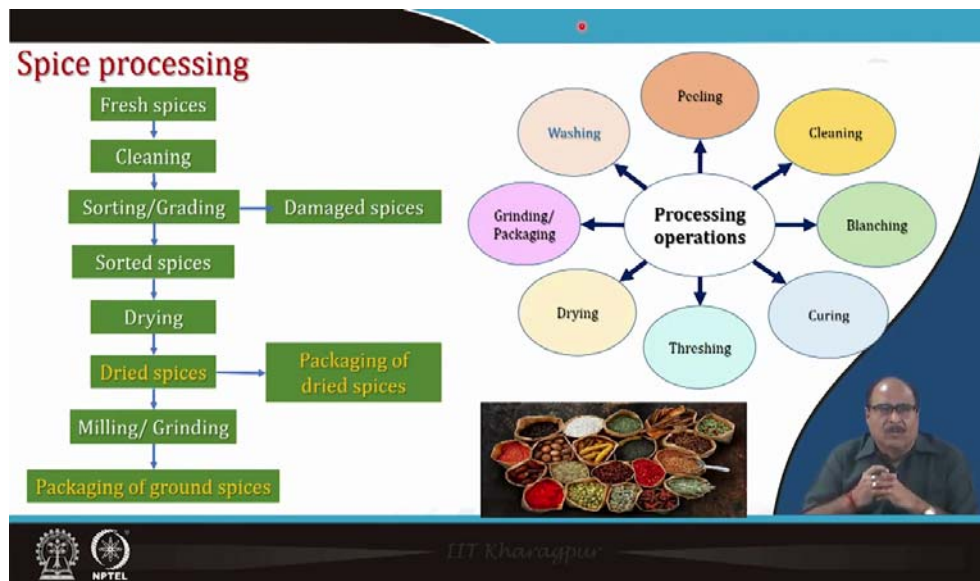 Spice processing
Fresh spices
Cleaning
Sorting/Grading
Damaged spices
Sorted spices
Drying
Dried spices
Packaging of
dried spices
Milling/ Grinding
Packaging of ground spices
Peeling
Washing
Cleaning
Grinding/
Packaging
Processing
operations
Blanching
Drying
Curing
Threshing
IIT Kharagpur
NPTEL